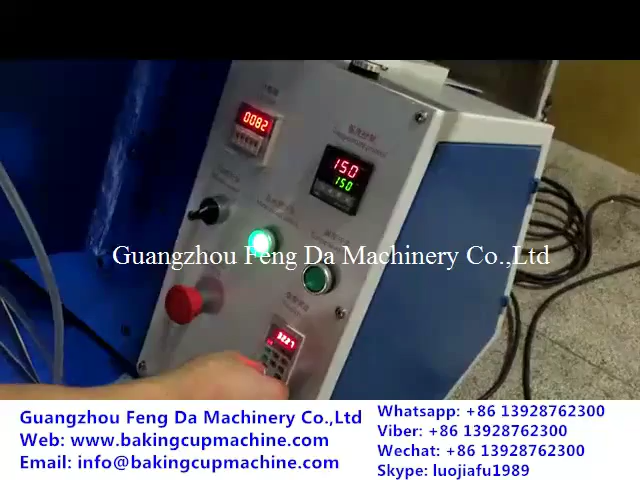 0082
150
150
Guangzhou Feng Da Machinery Co.,Ltd
Guangzhou Feng Da Machinery Co.,Ltd
Web: www.bakingcupmachine.com
Email: info@bakingcupmachine.com
Whatsapp: +86 13928762300
Viber: +86 13928762300
Wechat: +86 13928762300
Skype: luojiafu1989